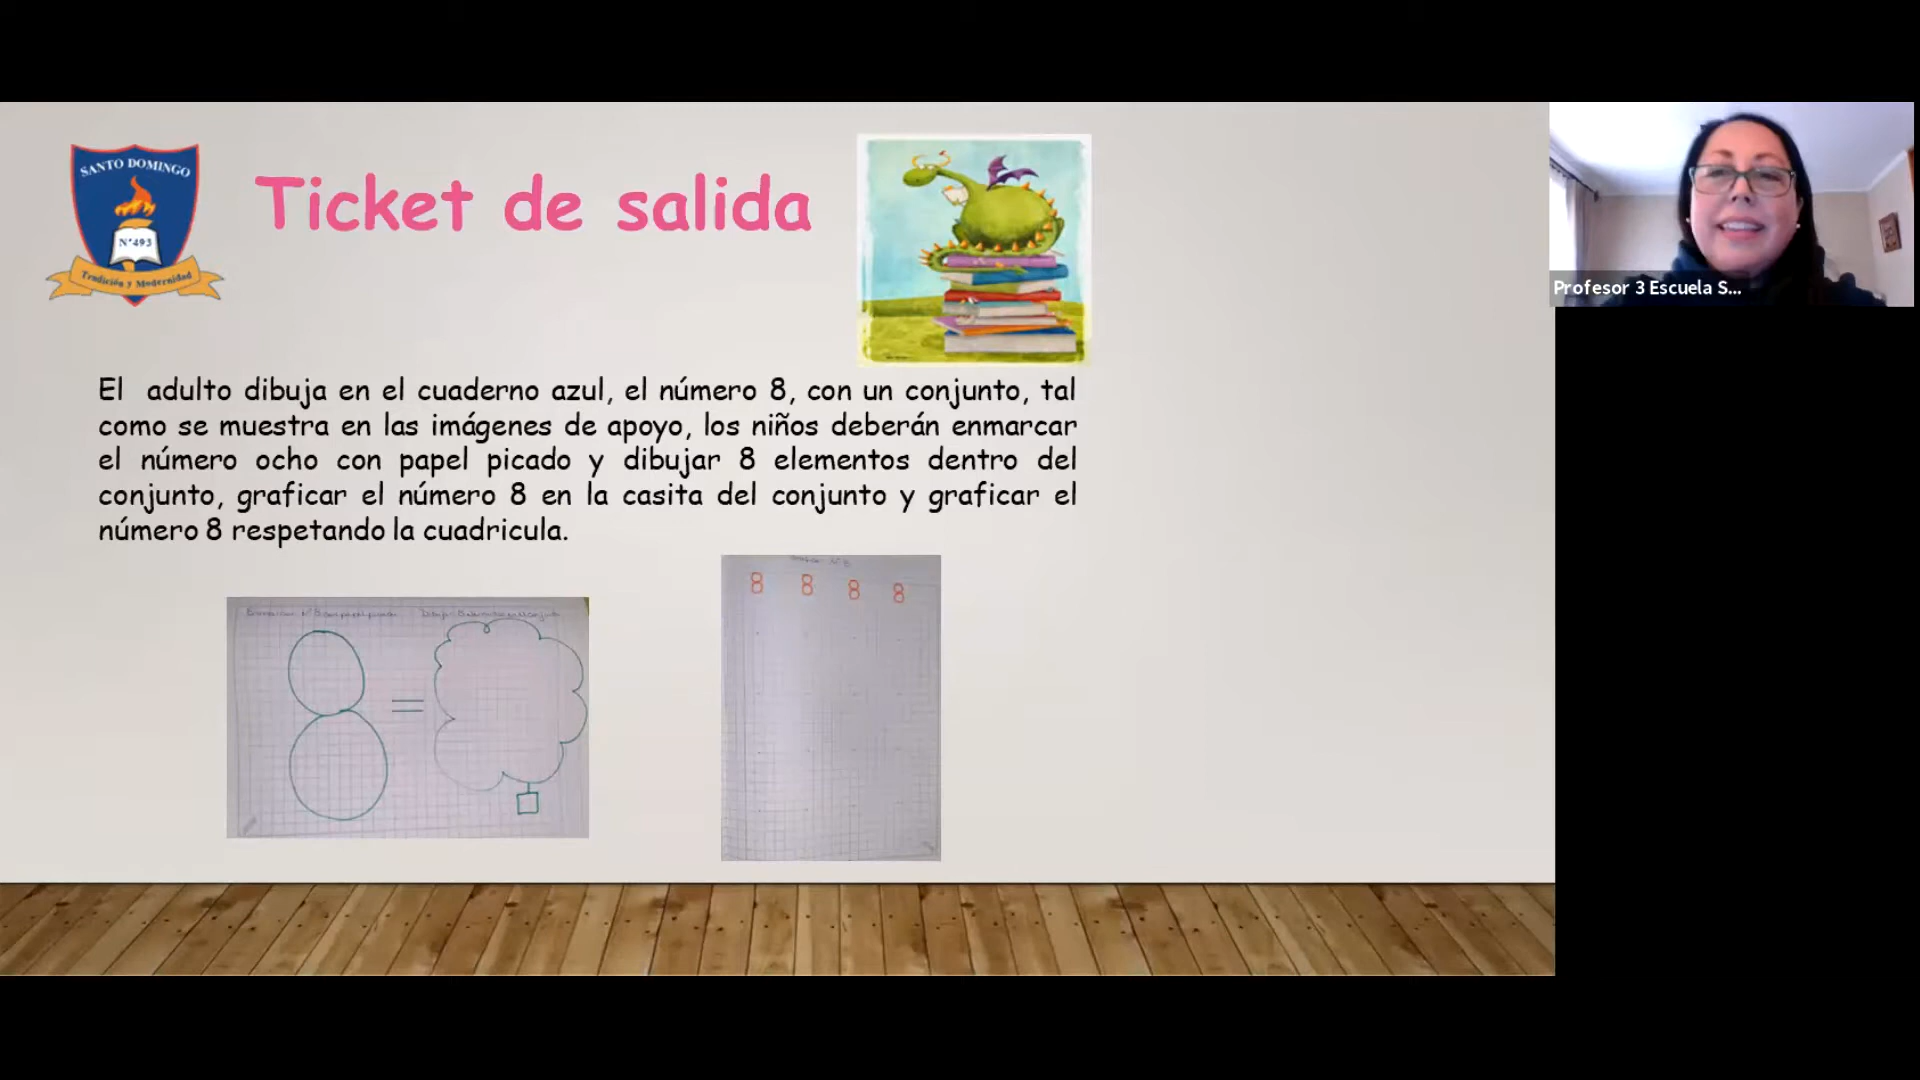 SANTO DOMINGO
N°493
Tradición y Modernidad
Ticket de salida
Profesor 3 Escuela S...
El adulto dibuja en el cuaderno azul, el número 8, con un conjunto, tal
como se muestra en las imágenes de apoyo, los niños deberán enmarcar
el número ocho con papel picado y dibujar 8 elementos dentro del
conjunto, graficar el número 8 en la casita del conjunto y graficar el
número 8 respetando la cuadricula.
8 8 8 8